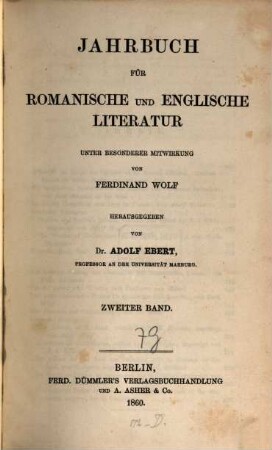 JAHRBUCH
FÜR
ROMANISCHE UND ENGLISCHE
LITERATUR
UNTER BESONDERER MITWIRKUNG
VON
FERDINAND WOLF
HERAUSGEGEBEN
VON
Dr. ADOLF EBERT,
PROFESSOR AN DER UNIVERSITÄT MARBURG.
ZWEITER BAND.
BERLIN,
FERD. DÜMMLER'S VERLAGSBUCHHANDLUNG
UND A. ASHER & Co.
1860.